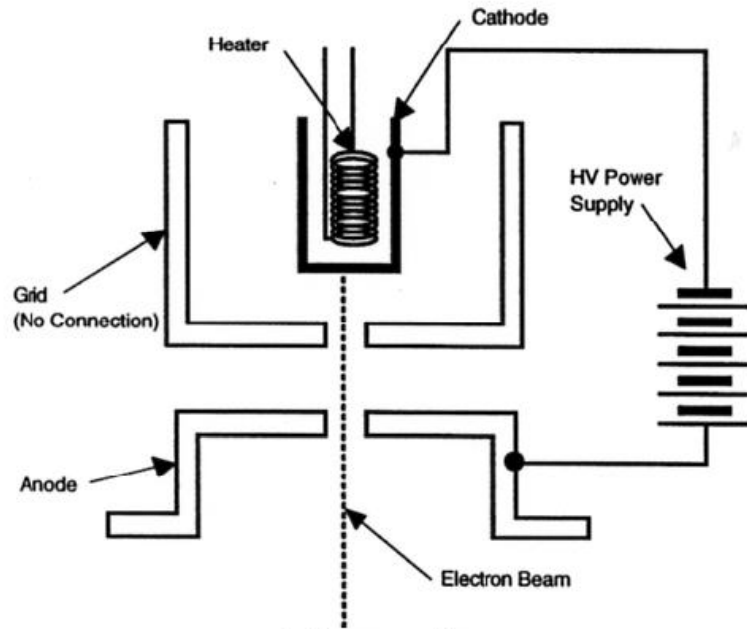 Heater
Cathode
HV Power
Supply
Grid
(No Connection)
Anode
Electron Beam